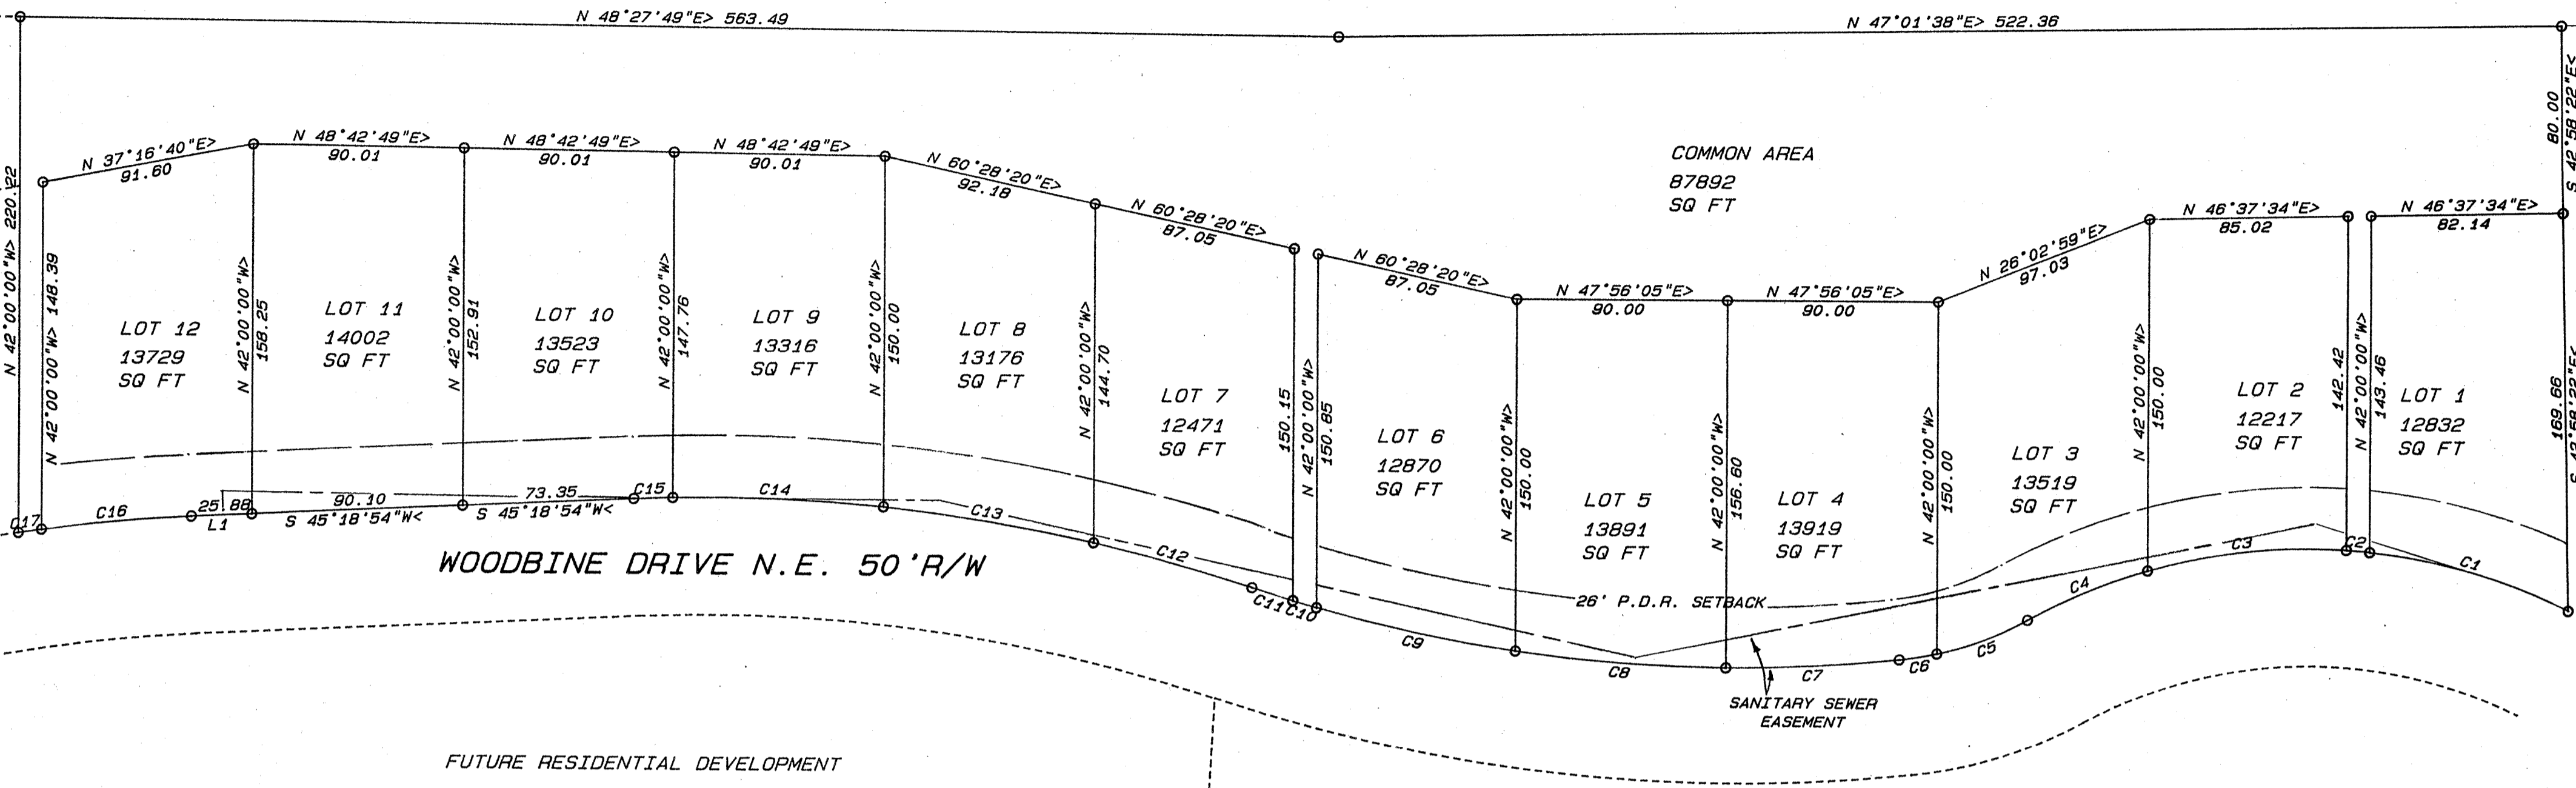 N 48°27'49"E> 563.49
N 47°01'38"E> 522.36
N 42°00'00"W> 220.22
80.00
S 42°58'22"E<
N 37°16'40"E>
91.60
N 48°42'49"E>
90.01
N 48°42'49"E>
90.01
N 48°42'49"E>
90.01
N 60°28'20"E>
92.18
N 60°28'20"E>
87.05
N 60°28'20"E>
87.05
N 47°56'05"E>
90.00
N 47°56'05"E>
90.00
N 26°02'59"E>
97.03
N 46°37'34"E>
85.02
N 46°37'34"E>
82.14
COMMON AREA
87892
SQ FT
N 42°00'00"W> 148.39
LOT 12
13729
SQ FT
N 42°00'00"W>
158.25
LOT 11
14002
SQ FT
N 42°00'00"W>
152.91
LOT 10
13523
SQ FT
N 42°00'00"W>
147.76
LOT 9
13316
SQ FT
N 42°00'00"W>
150.00
LOT 8
13176
SQ FT
N 42°00'00"W>
144.70
LOT 7
12471
SQ FT
150.15
N 42°00'00"W>
150.85
LOT 6
12870
SQ FT
N 42°00'00"W>
150.00
LOT 5
13891
SQ FT
N 42°00'00"W>
156.60
LOT 4
13919
SQ FT
N 42°00'00"W>
150.00
LOT 3
13519
SQ FT
N 42°00'00"W>
150.00
LOT 2
12217
SQ FT
142.42
N 42°00'00"W>
143.46
LOT 1
12832
SQ FT
169.66
C17
C16
25.88
L1
90.10
S 45°18'54"W<
73.35
S 45°18'54"W<
C15
C14
C13
C12
C11
C10
C9
C8
C7
C6
C5
C4
C3
C2
C1
26' P.D.R. SETBACK
WOODBINE DRIVE N.E. 50'R/W
SANITARY SEWER
EASEMENT
FUTURE RESIDENTIAL DEVELOPMENT